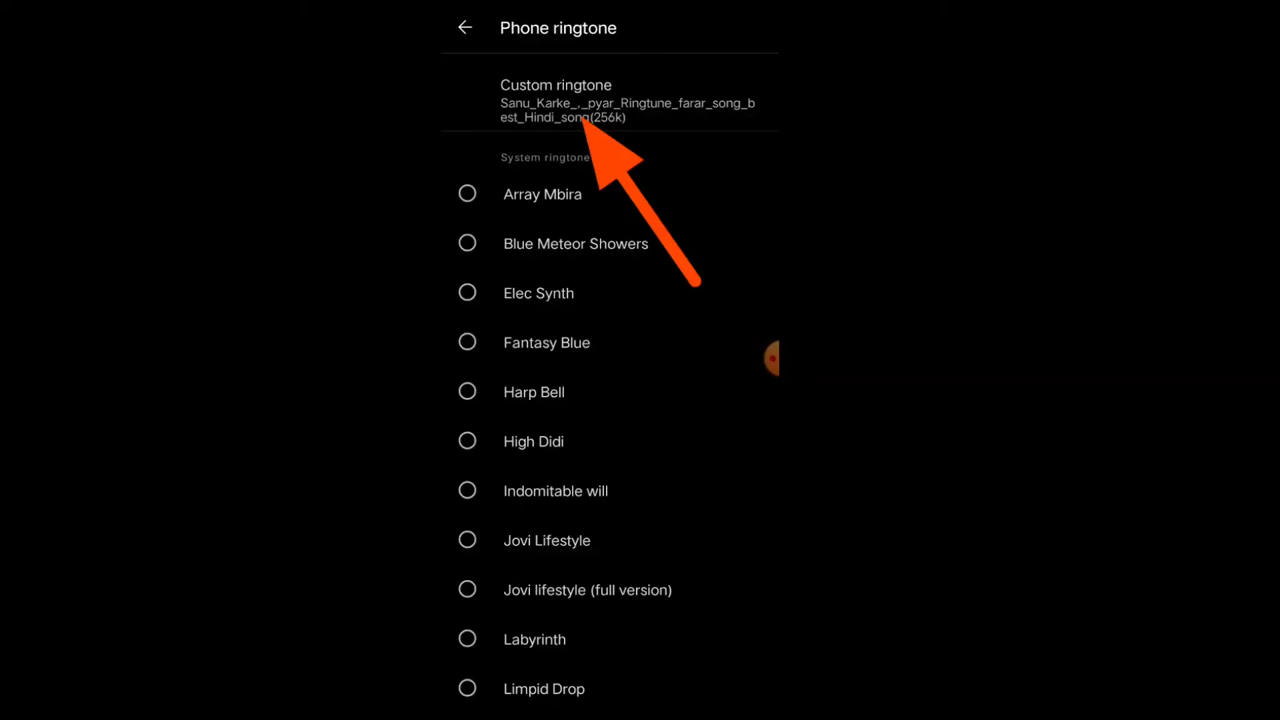 Phone ringtone
Custom ringtone
Sanu_Karke_,_pyar_Ringtune_farar_song_b
est_Hindi_song(256k)
System ringtone
Array Mbira
Blue Meteor Showers
Elec Synth
Fantasy Blue
Harp Bell
High Didi
Indomitable will
Jovi Lifestyle
Jovi lifestyle (full version)
Labyrinth
Limpid Drop